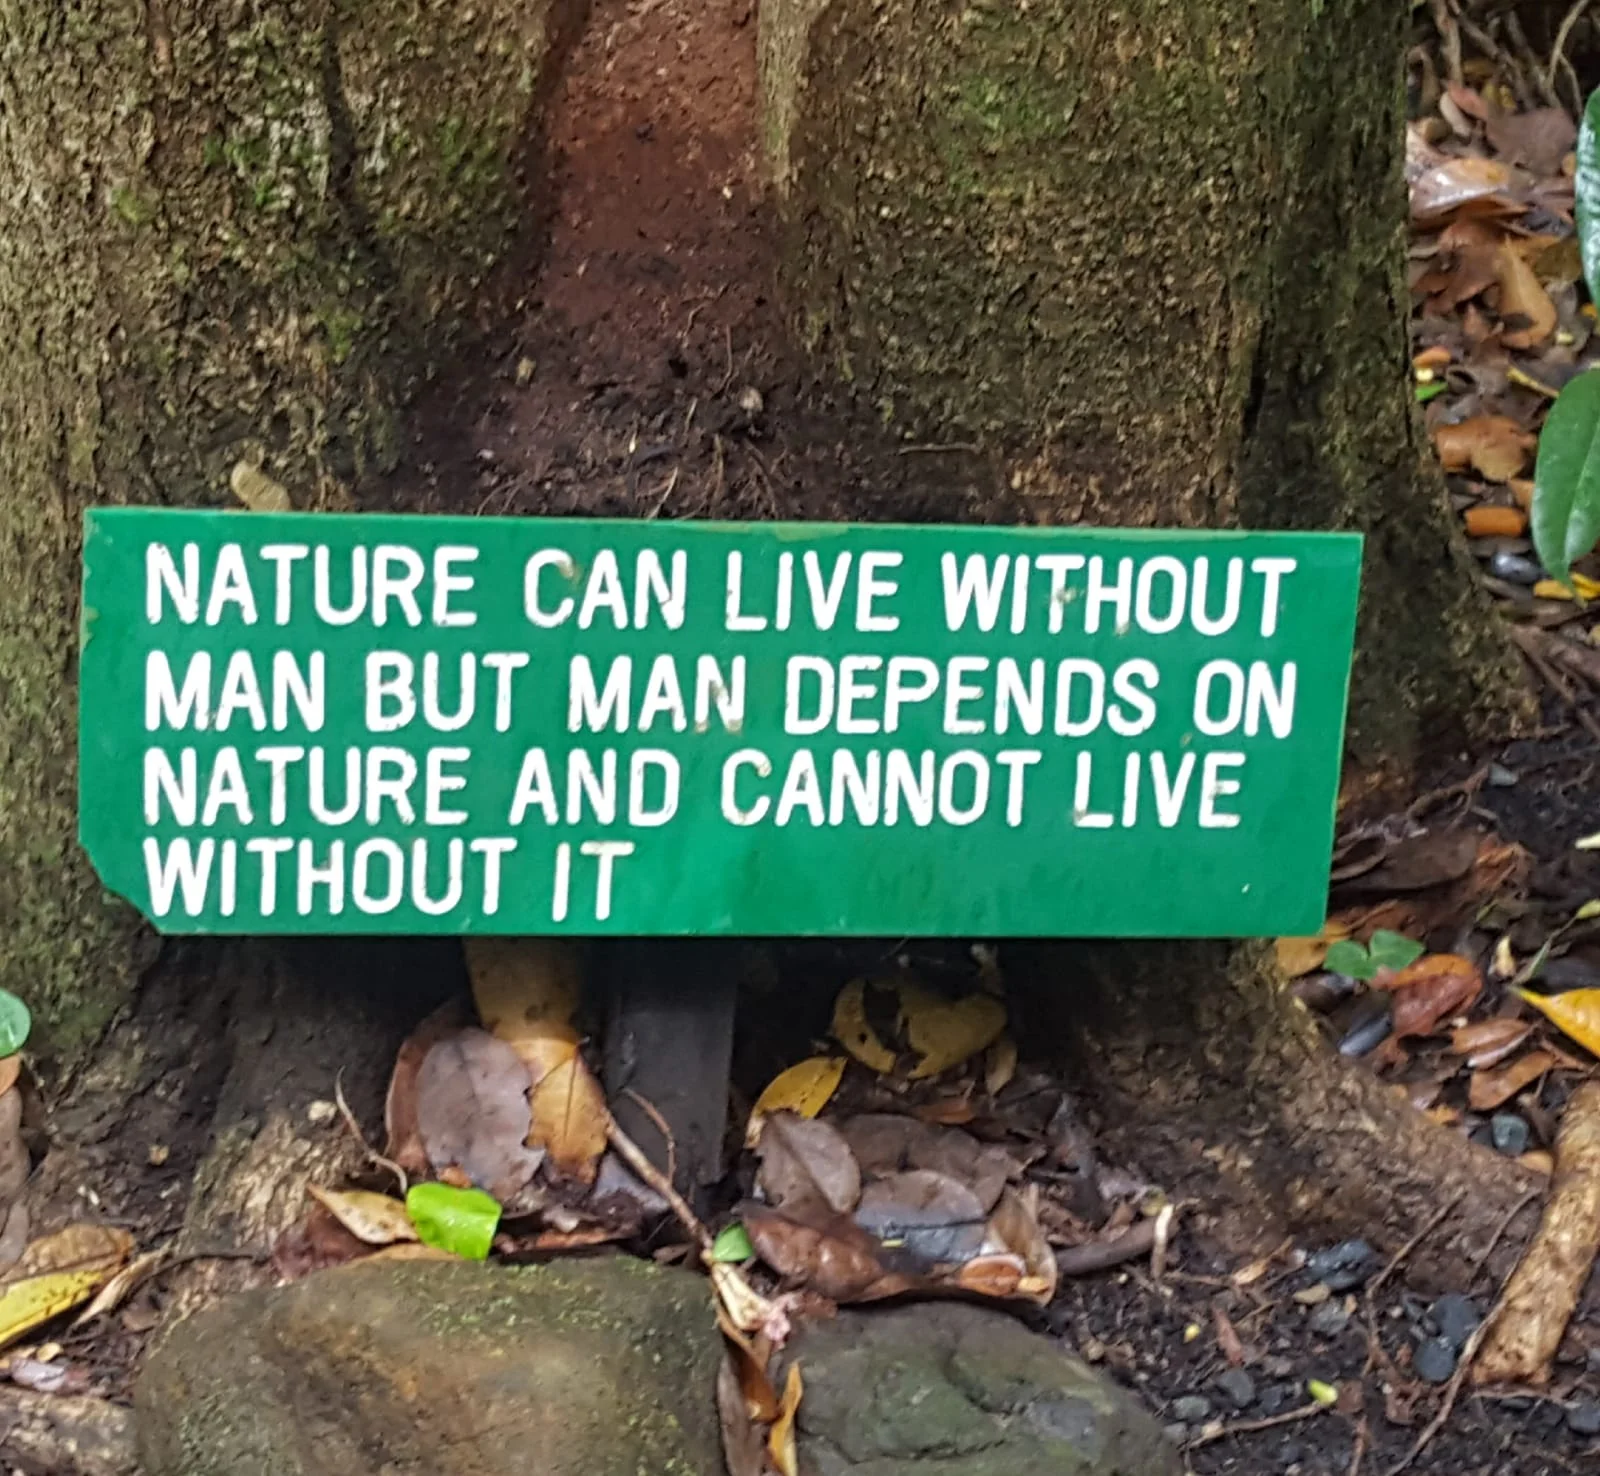 NATURE CAN LIVE WITHOUT
MAN BUT MAN DEPENDS ON
NATURE AND CANNOT LIVE
WITHOUT IT